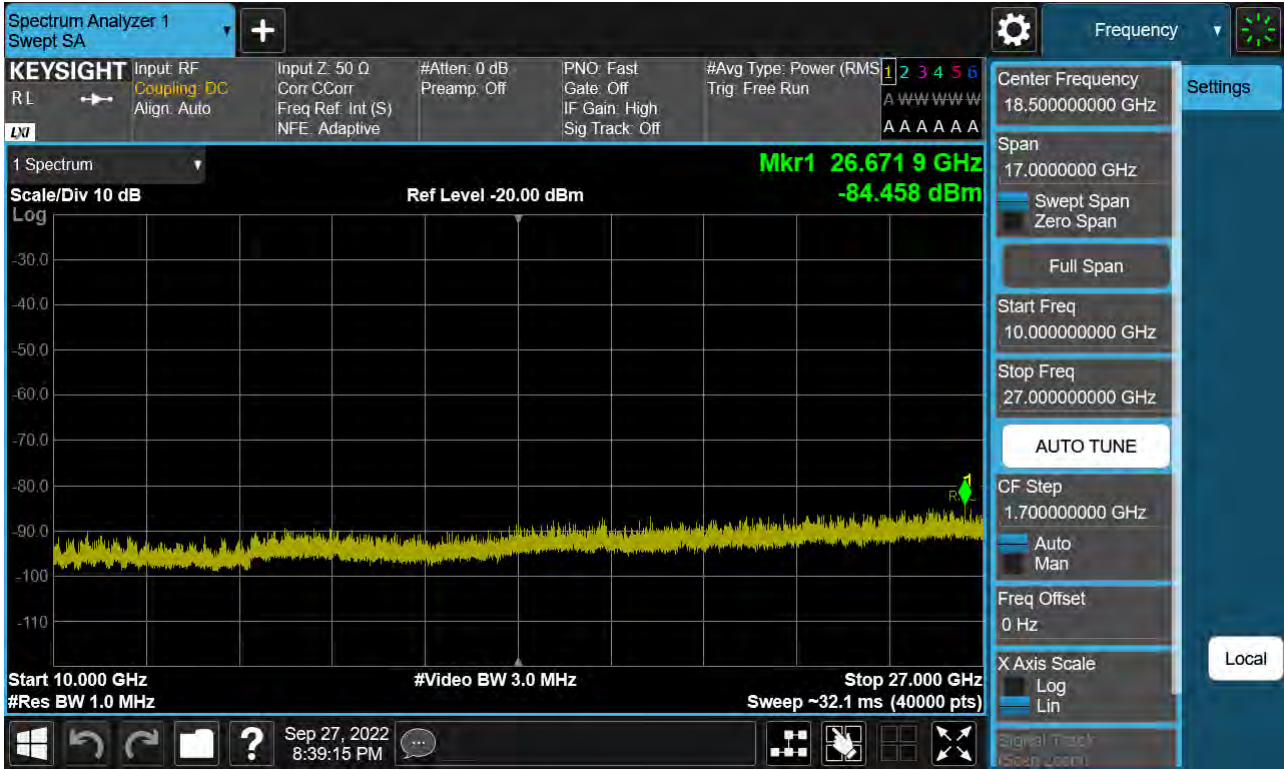 Spectrum Analyzer 1
Swept SA
Frequency
KEYSIGHT
R L
LXI
Input: RF
Coupling: DC
Align: Auto
Input Z: 50 Ω
Corr CCorr
Freq Ref: Int (S)
NFE: Adaptive
#Atten: 0 dB
Preamp: Off
PNO: Fast
Gate: Off
IF Gain: High
Sig Track: Off
#Avg Type: Power (RMS
Trig: Free Run
1 2 3 4 5 6
A W W W W W
A A A A A A
1 Spectrum
Scale/Div 10 dB
Log
Ref Level -20.00 dBm
Mkr1 26.671 9 GHz
-84.458 dBm
-30.0
-40.0
-50.0
-60.0
-70.0
-80.0
-90.0
-100
-110
1
Start 10.000 GHz
#Res BW 1.0 MHz
#Video BW 3.0 MHz
Stop 27.000 GHz
Sweep ~32.1 ms (40000 pts)
Center Frequency
18.500000000 GHz
Span
17.0000000 GHz
Swept Span
Zero Span
Full Span
Start Freq
10.000000000 GHz
Stop Freq
27.000000000 GHz
AUTO TUNE
CF Step
1.700000000 GHz
Auto
Man
Freq Offset
0 Hz
X Axis Scale
Log
Lin
Signal Track
(Span Zoom)
Settings
Local
?
Sep 27, 2022
8:39:15 PM